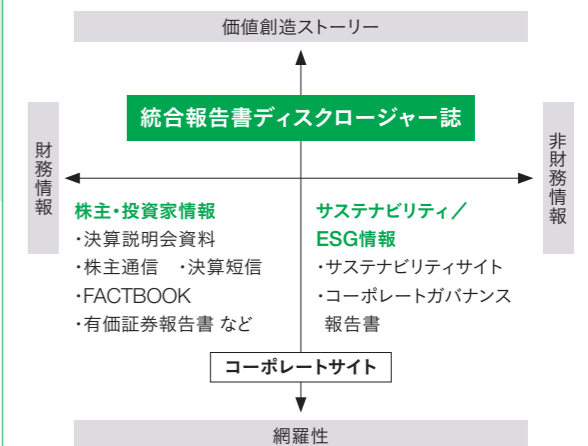 価値創造ストーリー
統合報告書ディスクロージャー誌
財務情報
非財務情報
株主・投資家情報
・決算説明会資料
・株主通信 ・決算短信
・FACTBOOK
・有価証券報告書 など
サステナビリティ／
ESG情報
・サステナビリティサイト
・コーポレートガバナンス
報告書
コーポレートサイト
網羅性